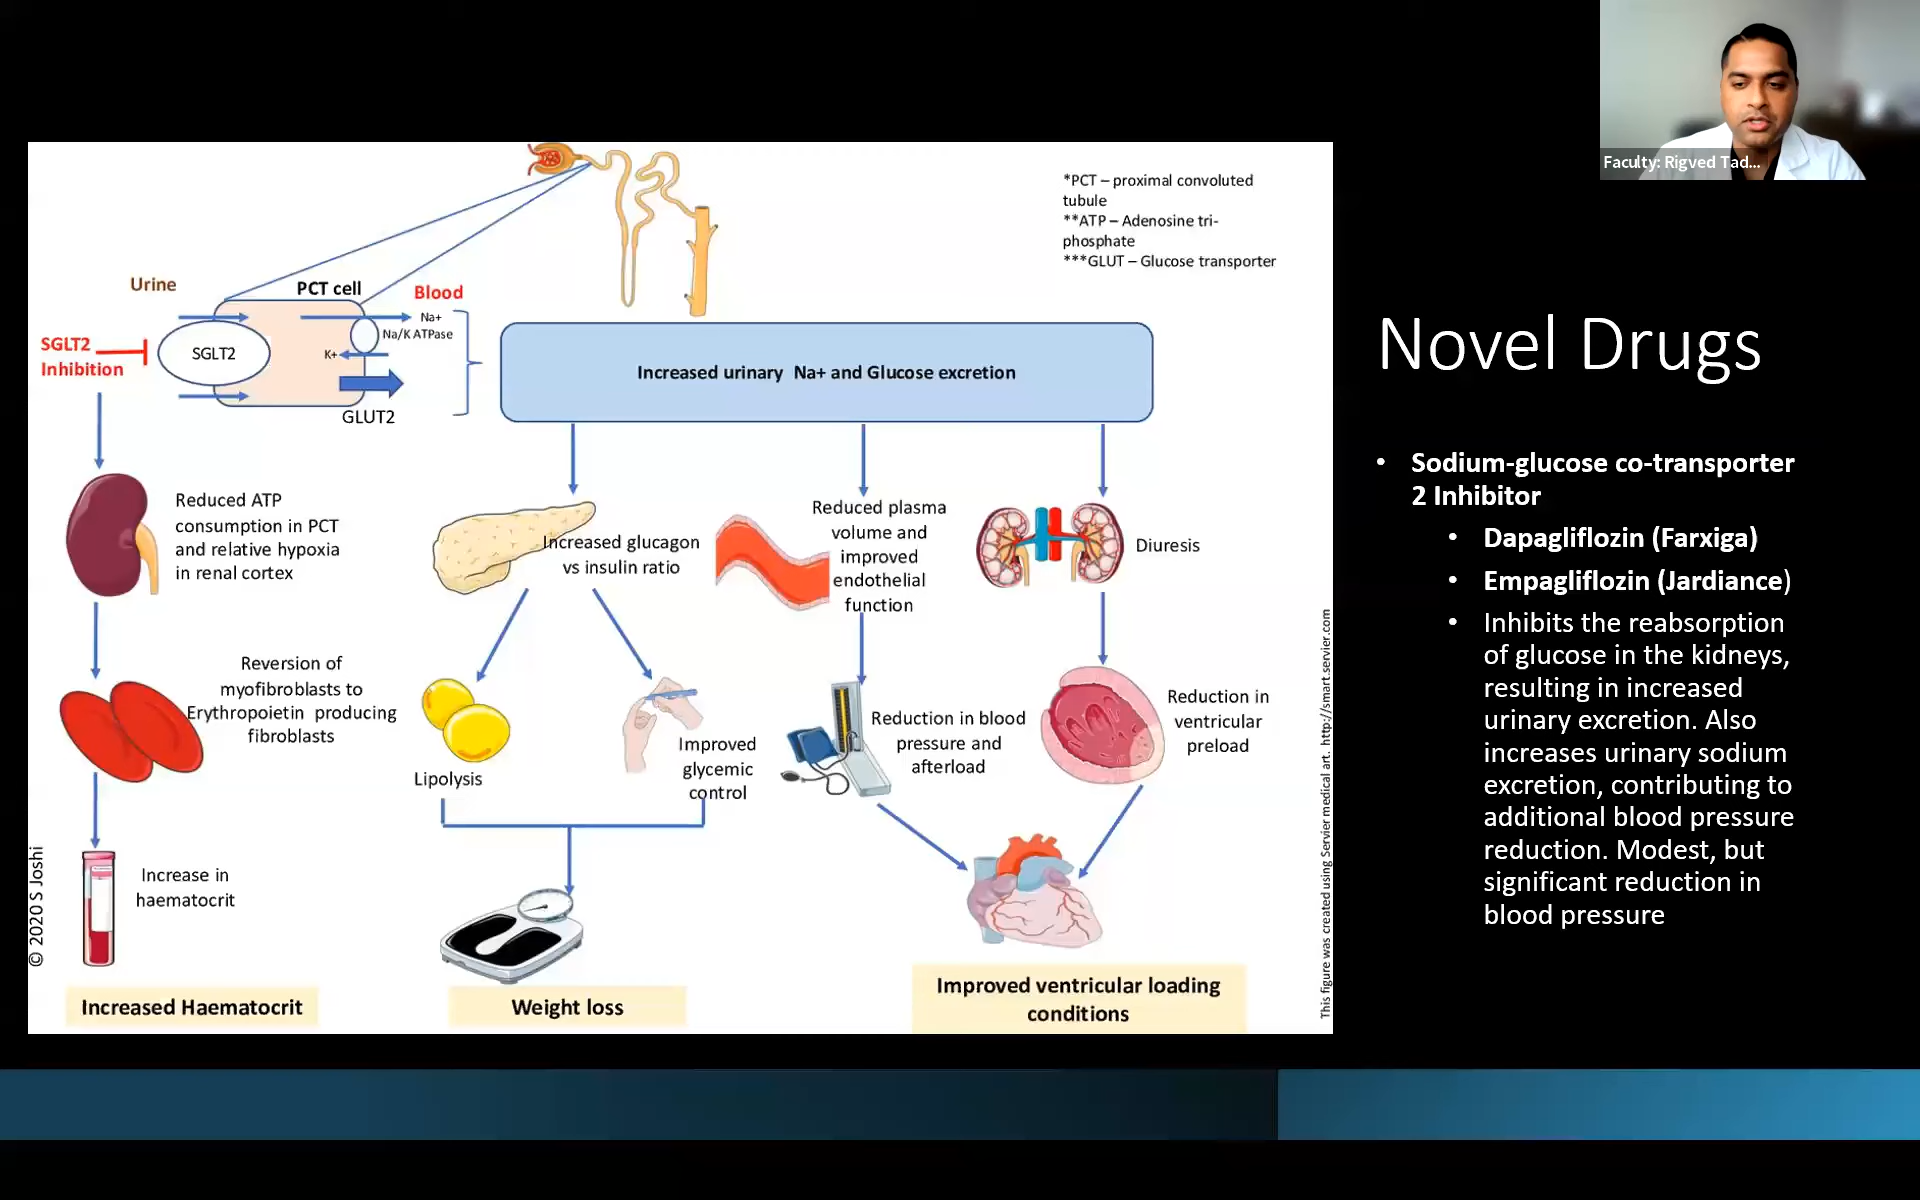 Faculty: Rigved Tad...
*PCT – proximal convoluted
tubule
**ATP – Adenosine tri-
phosphate
***GLUT – Glucose transporter
Urine
PCT cell
Blood
Na+
Na/K ATPase
K+
SGLT2
Inhibition
SGLT2
GLUT2
Increased urinary Na+ and Glucose excretion
Reduced ATP
consumption in PCT
and relative hypoxia
in renal cortex
Increased glucagon
vs insulin ratio
Reduced plasma
volume and
improved
endothelial
function
Diuresis
Reversion of
myofibroblasts to
Erythropoietin producing
fibroblasts
Lipolysis
Improved
glycemic
control
Reduction in blood
pressure and
afterload
Reduction in
ventricular
preload
Increase in
haematocrit
Increased Haematocrit
Weight loss
Improved ventricular loading
conditions
© 2020 S Joshi
This figure was created using Servier medical art. http://smart.servier.com
Novel Drugs
• Sodium-glucose co-transporter
2 Inhibitor
• Dapagliflozin (Farxiga)
• Empagliflozin (Jardiance)
• Inhibits the reabsorption
of glucose in the kidneys,
resulting in increased
urinary excretion. Also
increases urinary sodium
excretion, contributing to
additional blood pressure
reduction. Modest, but
significant reduction in
blood pressure